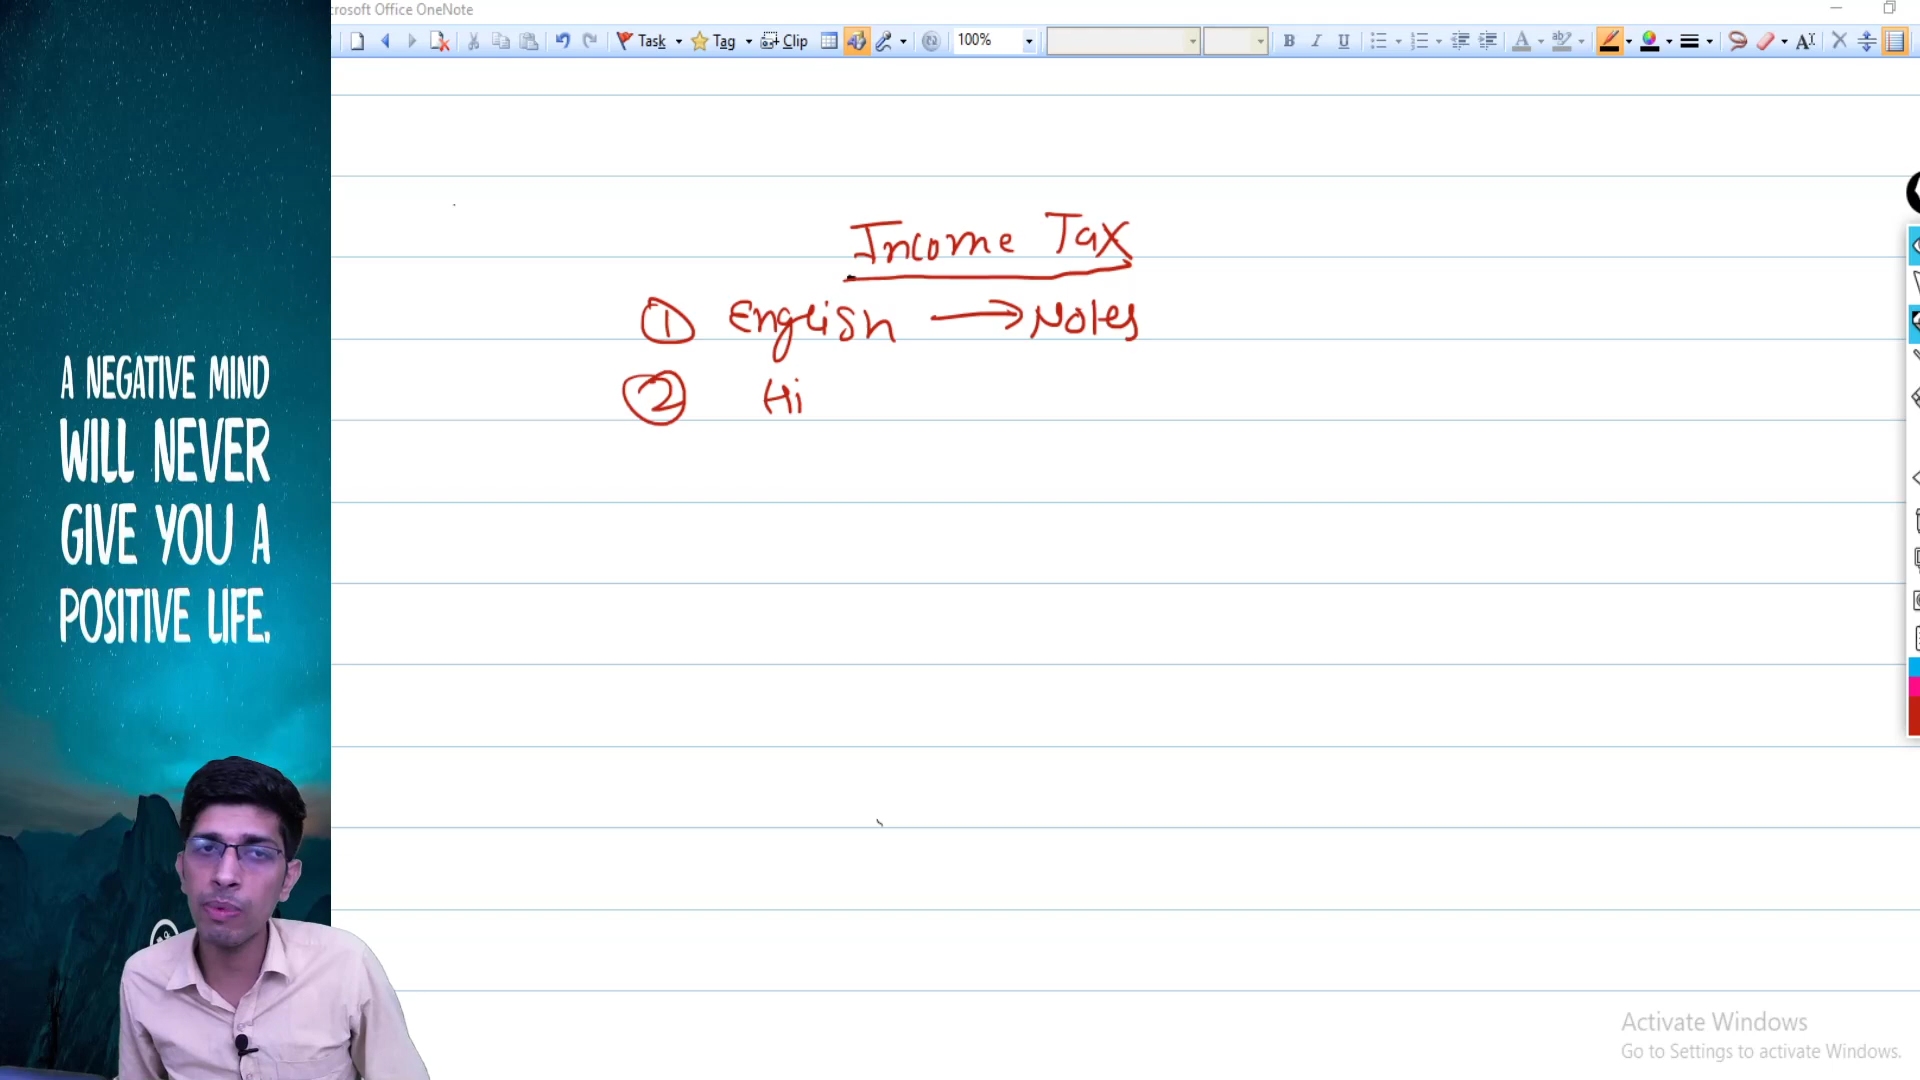 crosoft Office OneNote
Task Tag Clip 100% B I U
Income Tax
1 English → Notes
2 Hi
A NEGATIVE MIND
WILL NEVER
GIVE YOU A
POSITIVE LIFE.
Activate Windows
Go to Settings to activate Windows.